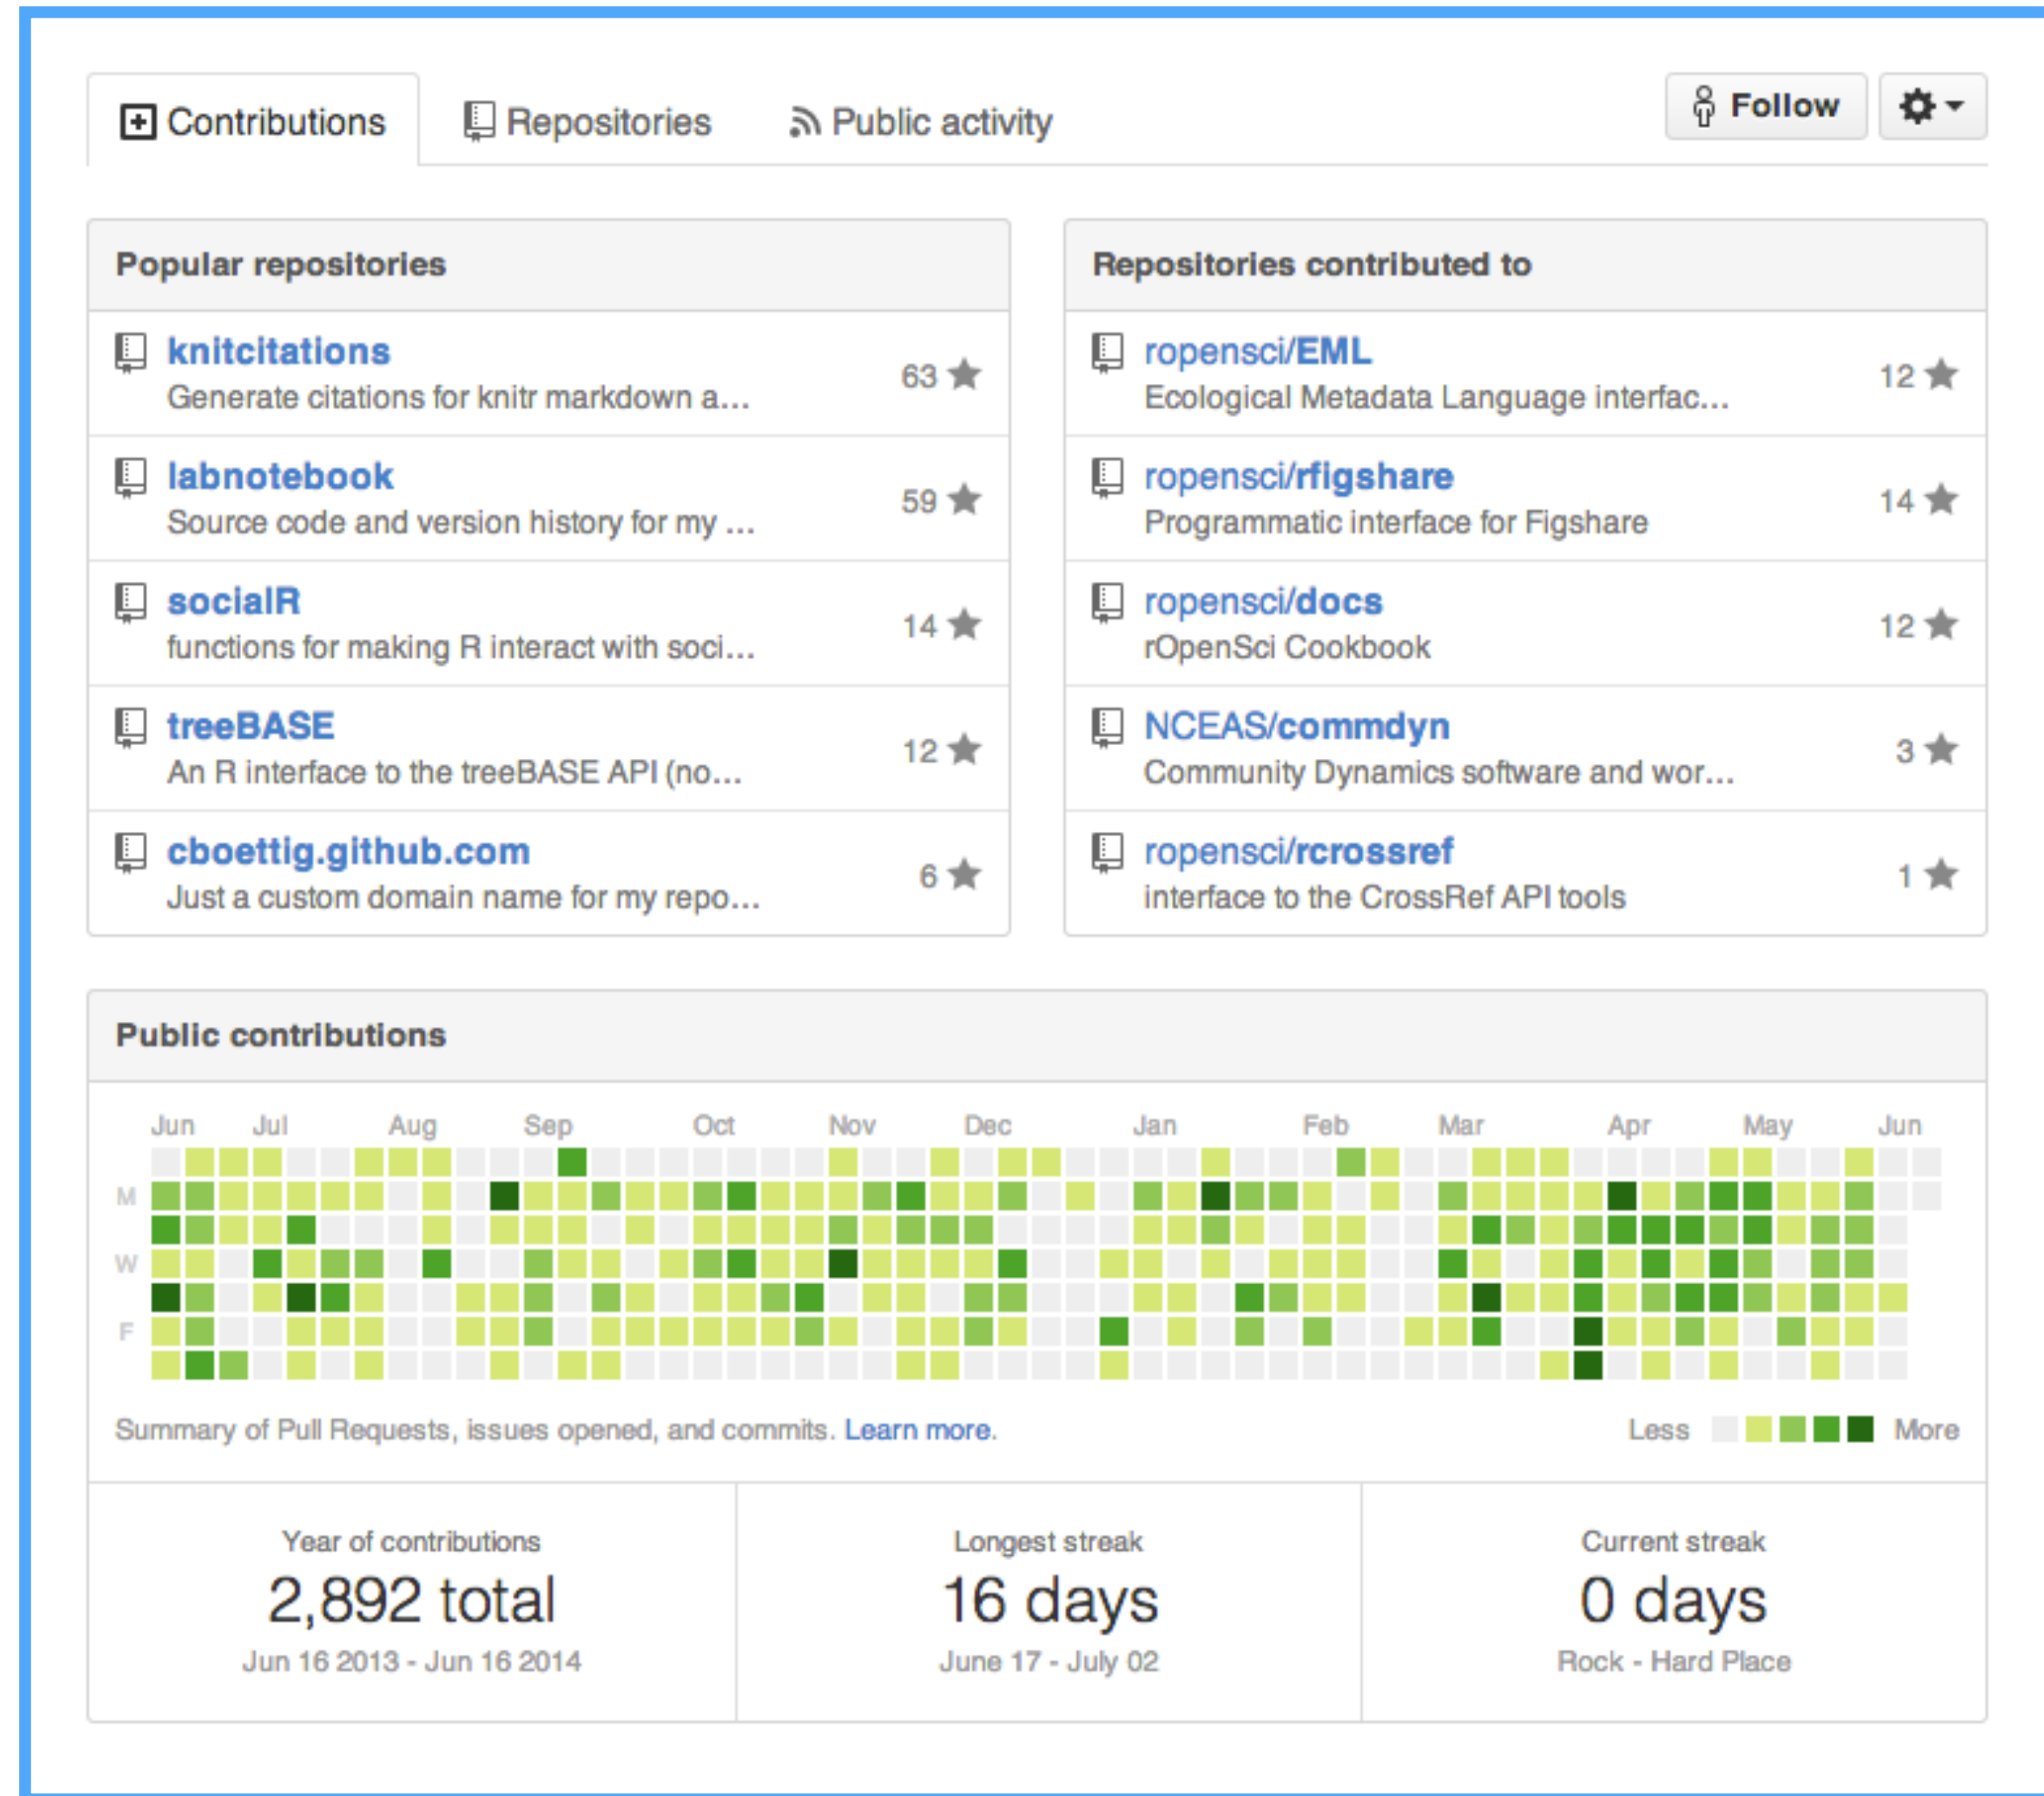 Contributions
Repositories
Public activity
Follow
Popular repositories
knitcitations
Generate citations for knitr markdown a...
63
labnotebook
Source code and version history for my ...
59
socialR
functions for making R interact with soci...
14
treeBASE
An R interface to the treeBASE API (no...
12
cboettig.github.com
Just a custom domain name for my repo...
6
Repositories contributed to
ropensci/EML
Ecological Metadata Language interfac...
12
ropensci/rfigshare
Programmatic interface for Figshare
14
ropensci/docs
rOpenSci Cookbook
12
NCEAS/commdyn
Community Dynamics software and wor...
3
ropensci/rcrossref
interface to the CrossRef API tools
1
Public contributions
Jun Jul Aug Sep Oct Nov Dec Jan Feb Mar Apr May Jun
M
W
F
Summary of Pull Requests, issues opened, and commits. Learn more.
Less More
Year of contributions
2,892 total
Jun 16 2013 - Jun 16 2014
Longest streak
16 days
June 17 - July 02
Current streak
0 days
Rock - Hard Place